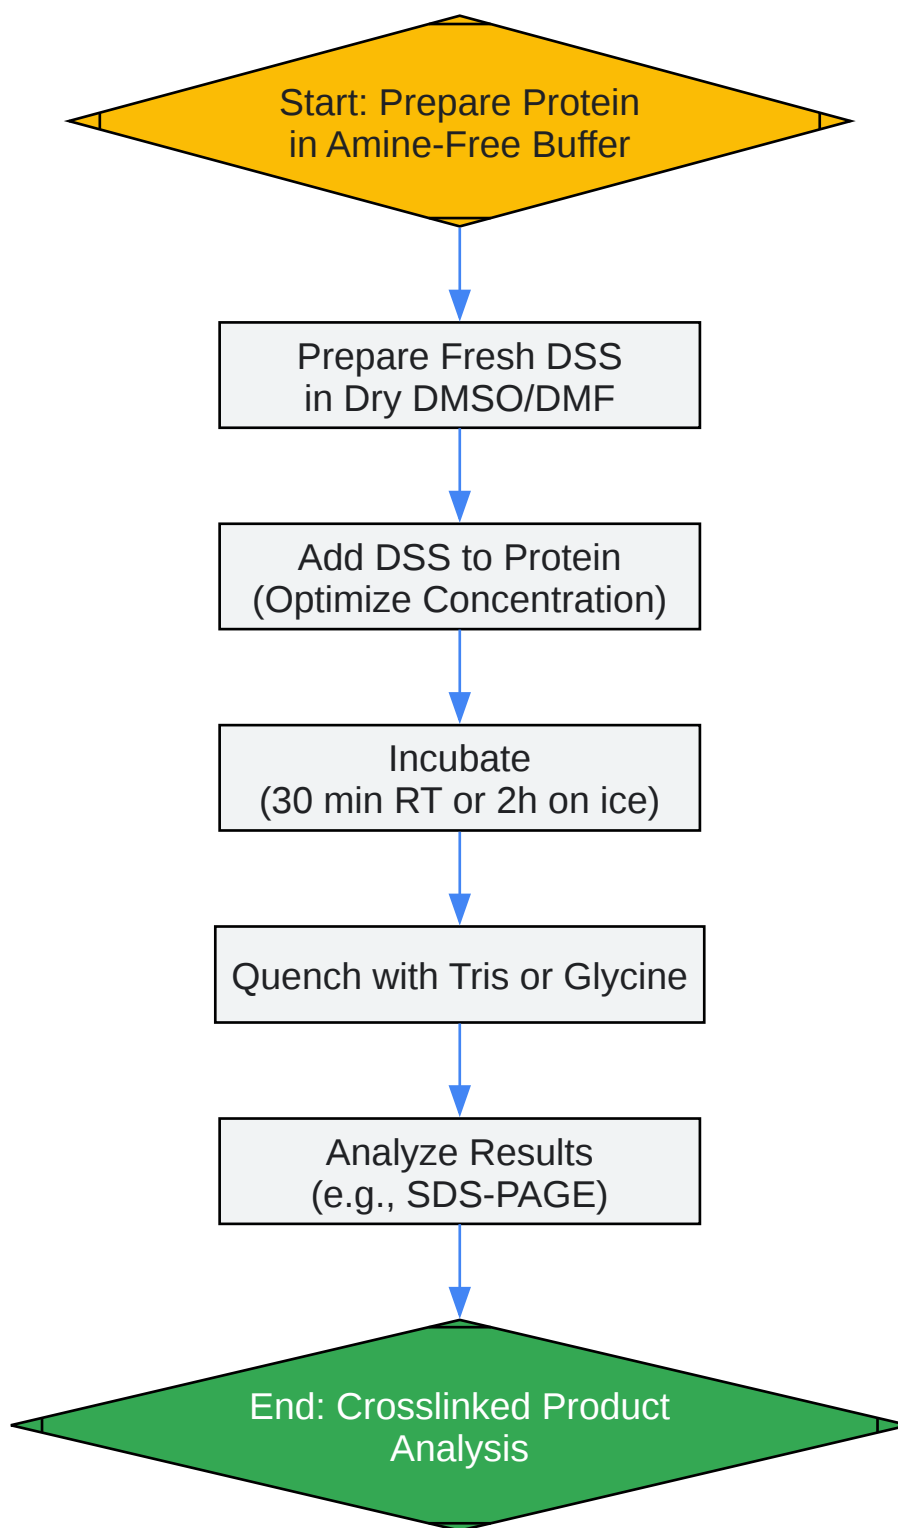 Start: Prepare Protein
in Amine-Free Buffer
Prepare Fresh DSS
in Dry DMSO/DMF
Add DSS to Protein
(Optimize Concentration)
Incubate
(30 min RT or 2h on ice)
Quench with Tris or Glycine
Analyze Results
(e.g., SDS-PAGE)
End: Crosslinked Product
Analysis